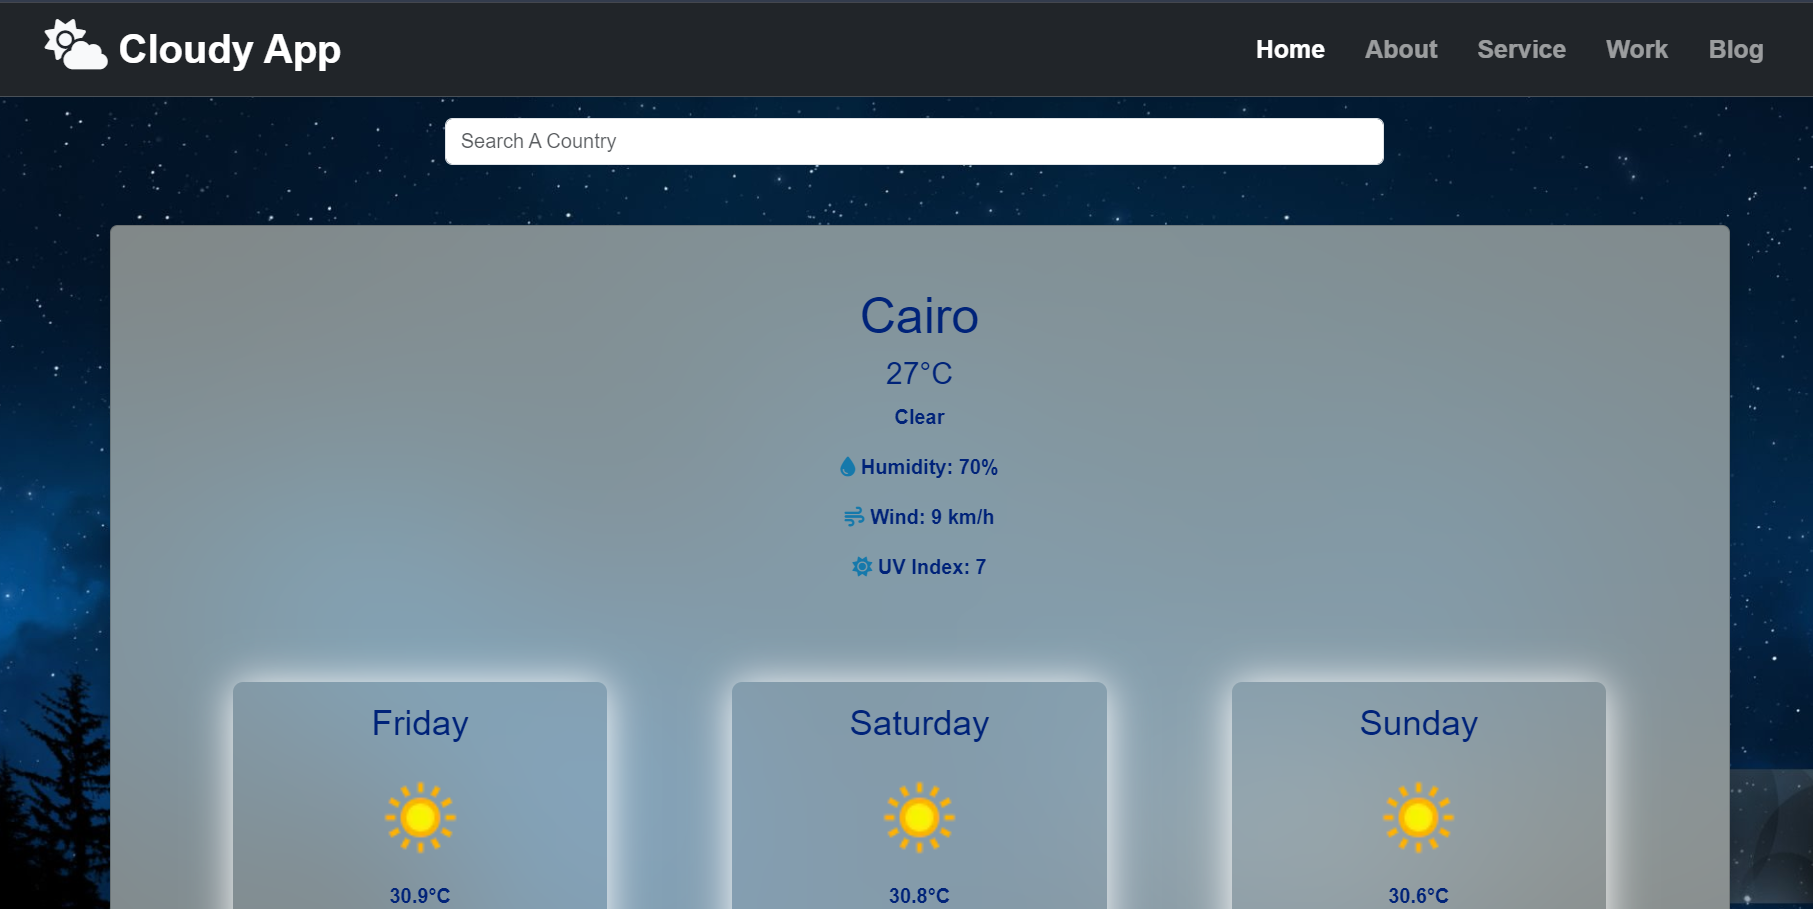 Cloudy App
Home About Service Work Blog
Search A Country
Cairo
27°C
Clear
Humidity: 70%
Wind: 9 km/h
UV Index: 7
Friday
30.9°C
Saturday
30.8°C
Sunday
30.6°C